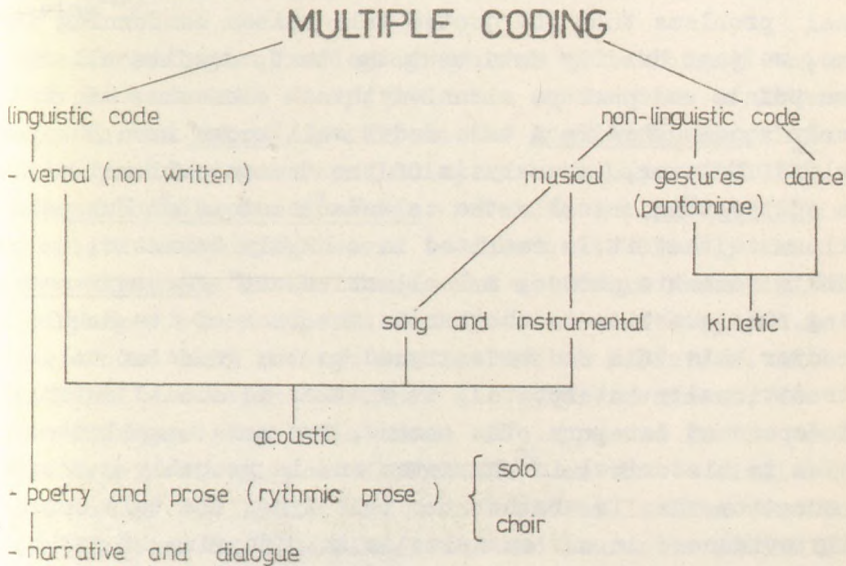 MULTIPLE CODING
linguistic code non-linguistic code
- verbal (non written) musical gestures dance
(pantomime)
song and instrumental kinetic
acoustic
- poetry and prose (rythmic prose) solo
choir
- narrative and dialogue